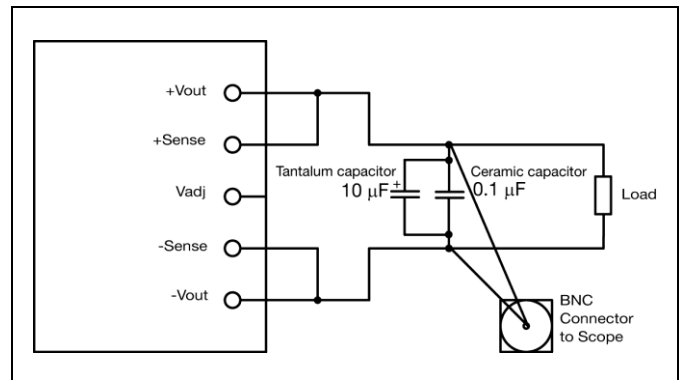 +Vout
+Sense
Vadj
-Sense
-Vout
Tantalum capacitor
10 µF+
Ceramic capacitor
0.1 µF
Load
BNC
Connector
to Scope